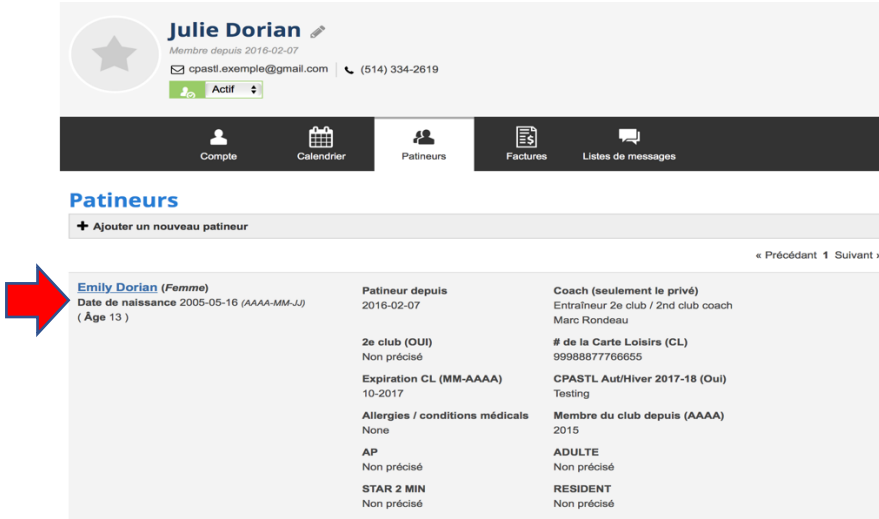 Julie Dorian
Membre depuis 2016-02-07
cpastl.exemple@gmail.com (514) 334-2619
Actif
Compte Calendrier Patineurs Factures Listes de messages
Patineurs
+ Ajouter un nouveau patineur
« Précédant 1 Suivant »
Emily Dorian (Femme)
Date de naissance 2005-05-16 (AAAA-MM-JJ)
( Âge 13 )
Patineur depuis
2016-02-07
Coach (seulement le privé)
Entraîneur 2e club / 2nd club coach
Marc Rondeau
2e club (OUI)
Non précisé
# de la Carte Loisirs (CL)
99988877766655
Expiration CL (MM-AAAA)
10-2017
CPASTL Aut/Hiver 2017-18 (Oui)
Testing
Allergies / conditions médicals
None
Membre du club depuis (AAAA)
2015
AP
Non précisé
ADULTE
Non précisé
STAR 2 MIN
Non précisé
RESIDENT
Non précisé